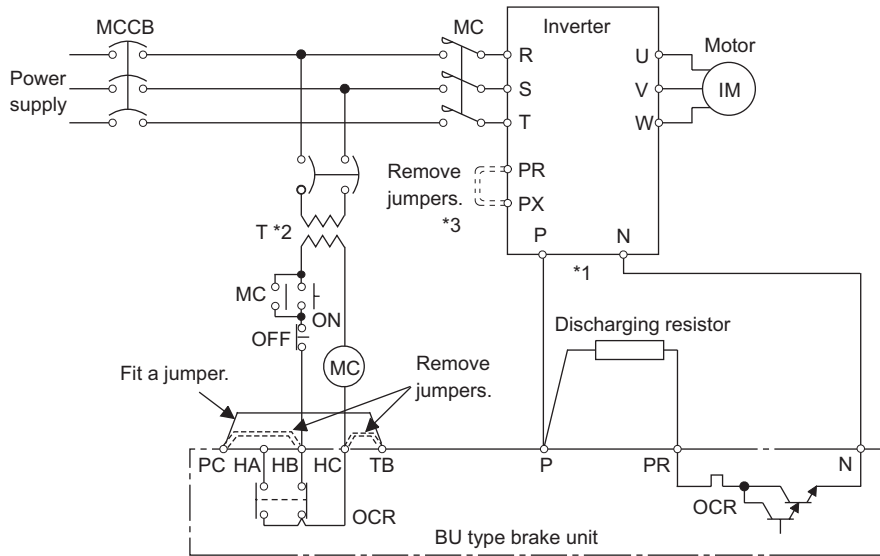 MCCB
MC
Inverter
Motor
Power
supply
R
S
T
U
V
W
IM
Remove
jumpers.
*3
PR
PX
P
N
*1
T *2
MC
ON
OFF
MC
Discharging resistor
Fit a jumper.
Remove
jumpers.
PC
HA
HB
HC
TB
P
PR
N
OCR
OCR
BU type brake unit